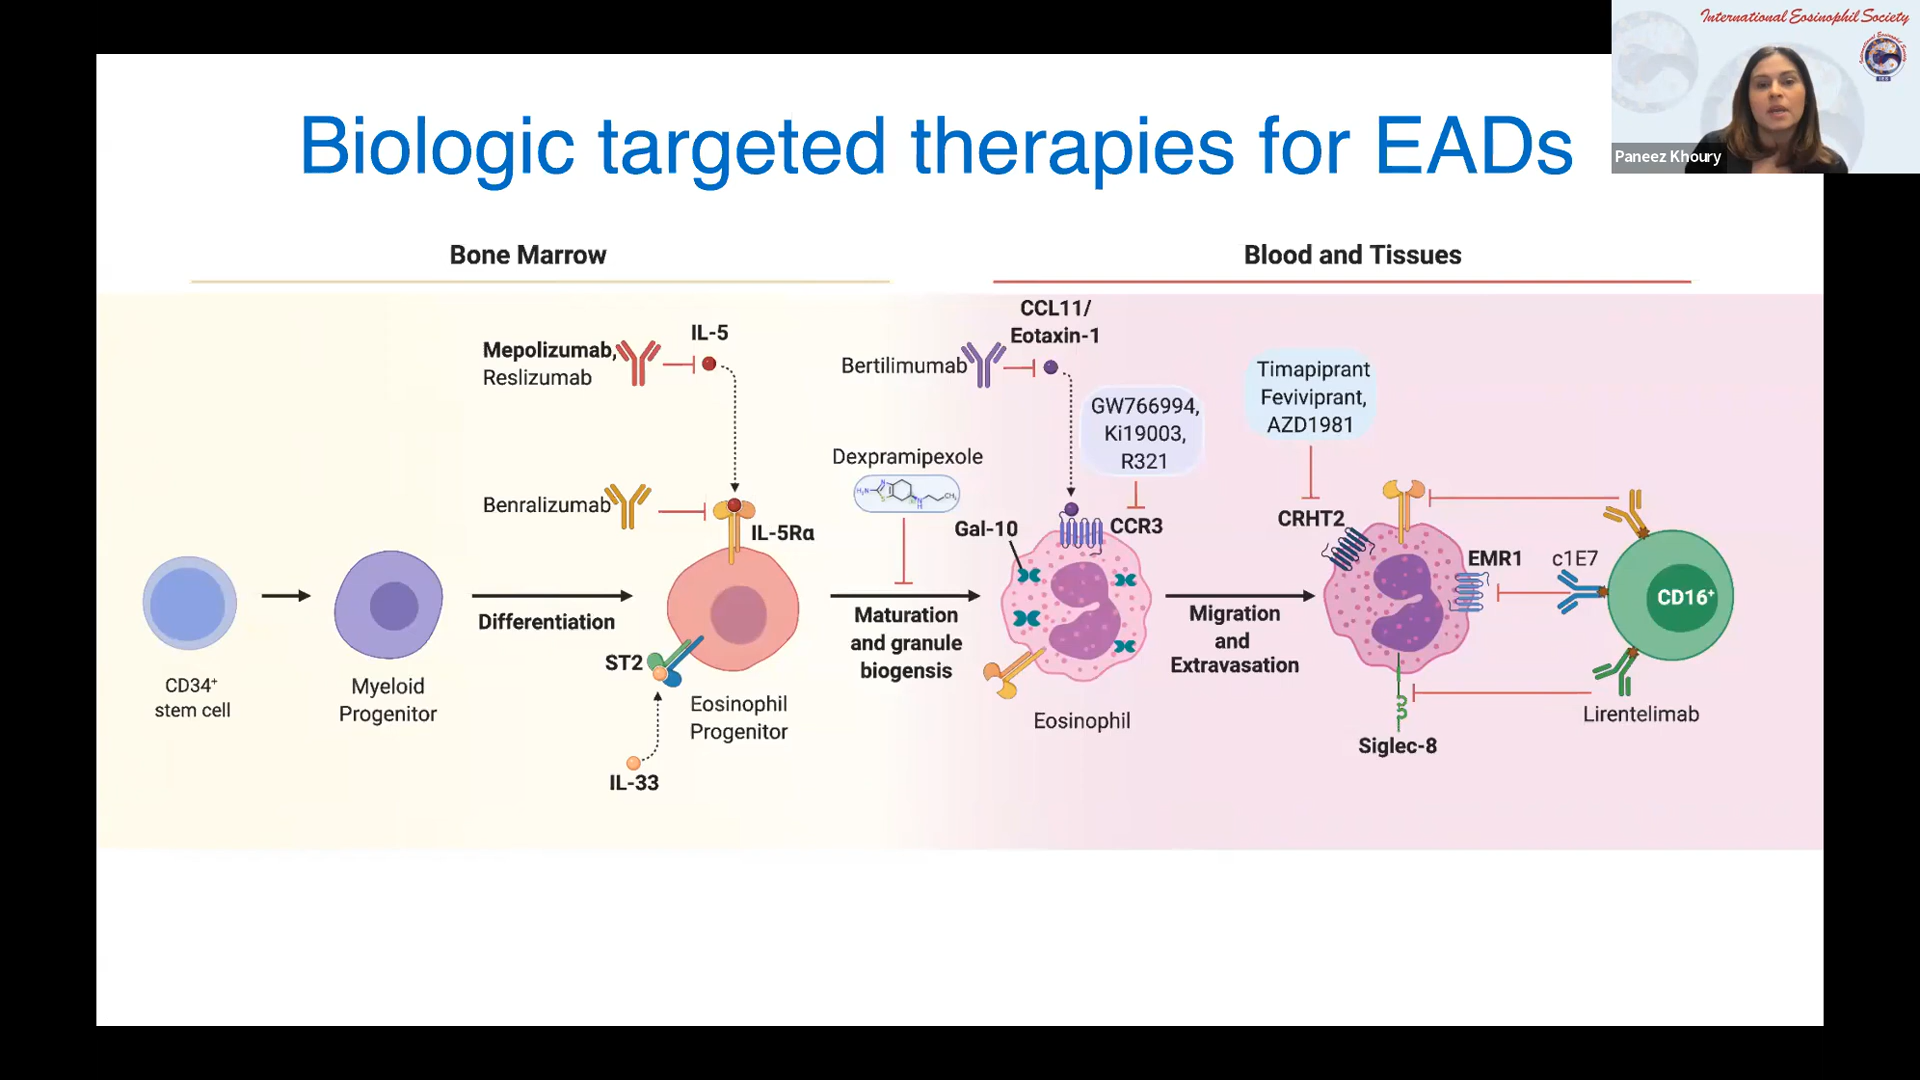 International Eosinophil Society
Paneez Khoury
Biologic targeted therapies for EADs
Bone Marrow
Blood and Tissues
Mepolizumab,
Reslizumab
IL-5
Benralizumab
IL-5Rα
CD34⁺
stem cell
Myeloid
Progenitor
Differentiation
ST2
IL-33
Eosinophil
Progenitor
Dexpramipexole
Maturation
and granule
biogensis
Bertilimumab
CCL11/
Eotaxin-1
GW766994,
Ki19003,
R321
Gal-10
CCR3
Eosinophil
Migration
and
Extravasation
Timapiprant
Feviviprant,
AZD1981
CRHT2
EMR1
c1E7
CD16⁺
Siglec-8
Lirentelimab